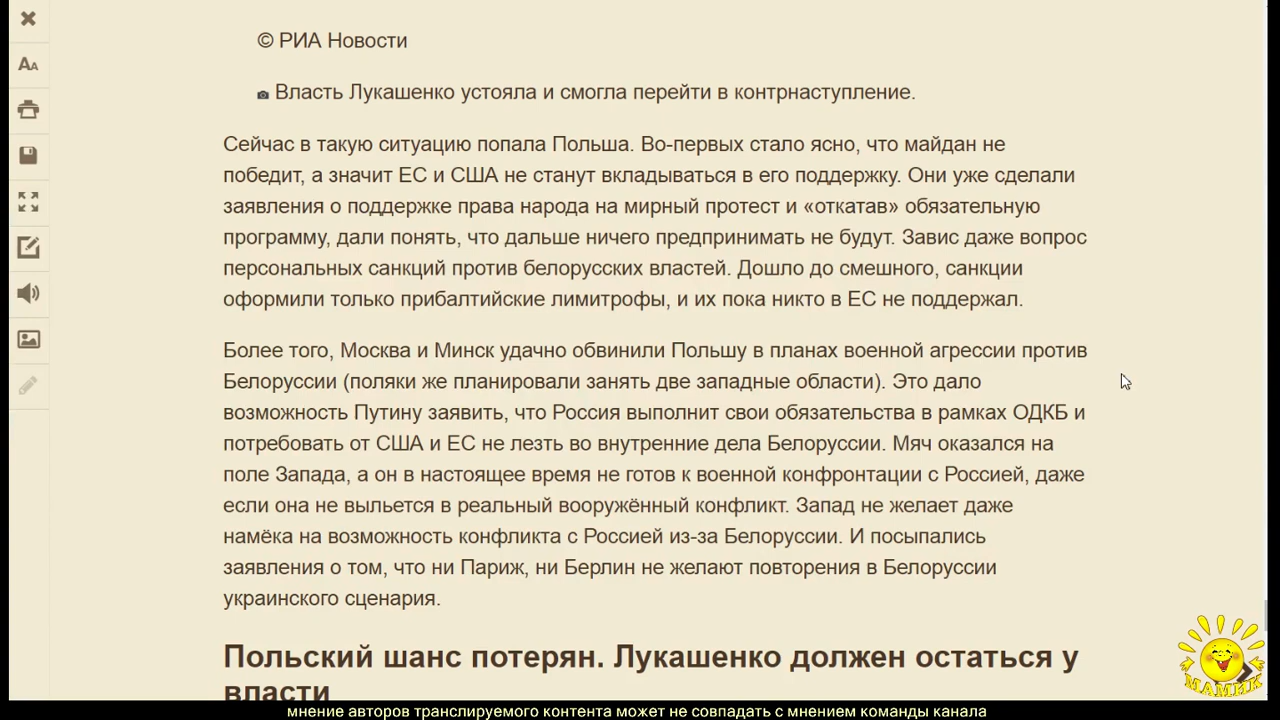 © РИА Новости
Власть Лукашенко устояла и смогла перейти в контрнаступление.
Сейчас в такую ситуацию попала Польша. Во-первых стало ясно, что майдан не
победит, а значит ЕС и США не станут вкладываться в его поддержку. Они уже сделали
заявления о поддержке права народа на мирный протест и «откатав» обязательную
программу, дали понять, что дальше ничего предпринимать не будут. Завис даже вопрос
персональных санкций против белорусских властей. Дошло до смешного, санкции
оформили только прибалтийские лимитрофы, и их пока никто в ЕС не поддержал.
Более того, Москва и Минск удачно обвинили Польшу в планах военной агрессии против
Белоруссии (поляки же планировали занять две западные области). Это дало
возможность Путину заявить, что Россия выполнит свои обязательства в рамках ОДКБ и
потребовать от США и ЕС не лезть во внутренние дела Белоруссии. Мяч оказался на
поле Запада, а он в настоящее время не готов к военной конфронтации с Россией, даже
если она не выльется в реальный вооружённый конфликт. Запад не желает даже
намёка на возможность конфликта с Россией из-за Белоруссии. И посыпались
заявления о том, что ни Париж, ни Берлин не желают повторения в Белоруссии
украинского сценария.
Польский шанс потерян. Лукашенко должен остаться у
власти
МАМИК
мнение авторов транслируемого контента может не совпадать с мнением команды канала